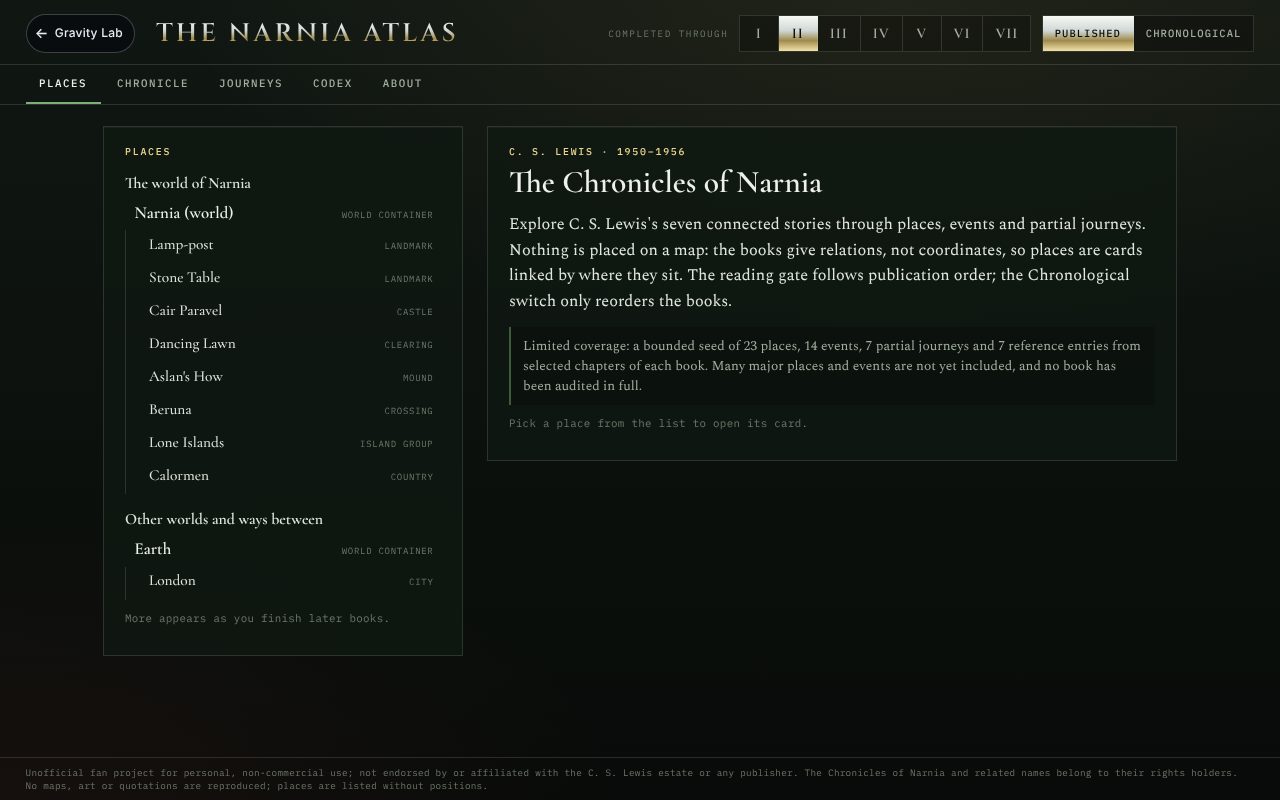 ← Gravity Lab
THE NARNIA ATLAS
COMPLETED THROUGH
I II III IV V VI VII
PUBLISHED CHRONOLOGICAL
PLACES CHRONICLE JOURNEYS CODEX ABOUT
PLACES
The world of Narnia
Narnia (world) WORLD CONTAINER
Lamp-post LANDMARK
Stone Table LANDMARK
Cair Paravel CASTLE
Dancing Lawn CLEARING
Aslan's How MOUND
Beruna CROSSING
Lone Islands ISLAND GROUP
Calormen COUNTRY
Other worlds and ways between
Earth WORLD CONTAINER
London CITY
More appears as you finish later books.
C. S. LEWIS · 1950–1956
The Chronicles of Narnia
Explore C. S. Lewis's seven connected stories through places, events and partial journeys.
Nothing is placed on a map: the books give relations, not coordinates, so places are cards
linked by where they sit. The reading gate follows publication order; the Chronological
switch only reorders the books.
Limited coverage: a bounded seed of 23 places, 14 events, 7 partial journeys and 7 reference entries from
selected chapters of each book. Many major places and events are not yet included, and no book has
been audited in full.
Pick a place from the list to open its card.
Unofficial fan project for personal, non-commercial use; not endorsed by or affiliated with the C. S. Lewis estate or any publisher. The Chronicles of Narnia and related names belong to their rights holders.
No maps, art or quotations are reproduced; places are listed without positions.